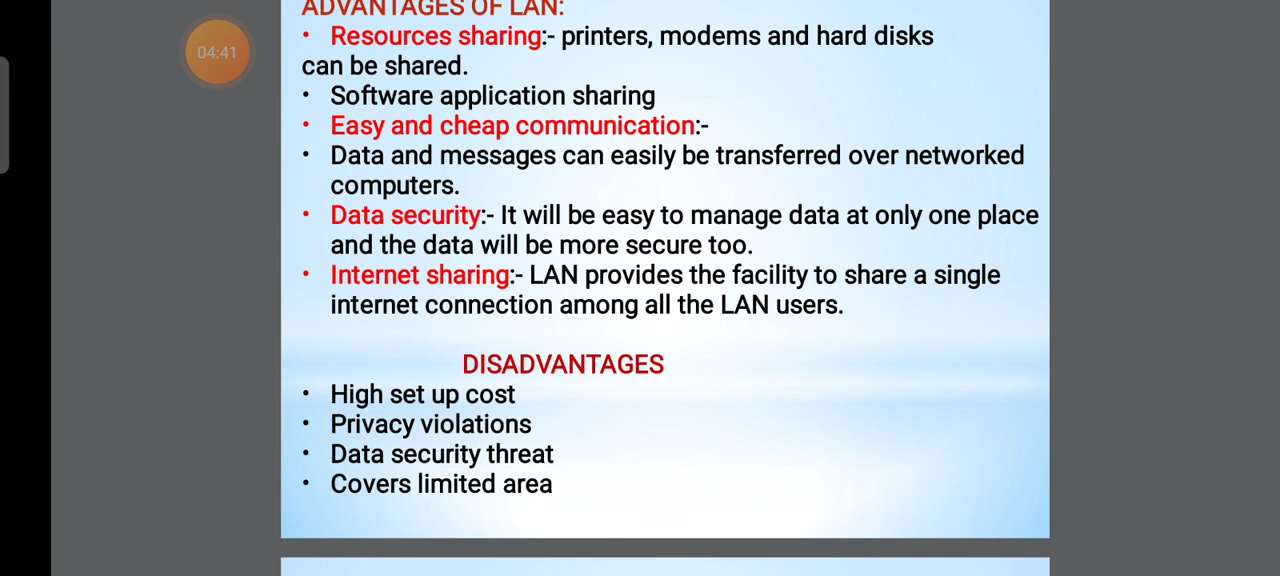 04:41
ADVANTAGES OF LAN:
• Resources sharing:- printers, modems and hard disks
can be shared.
• Software application sharing
• Easy and cheap communication:-
• Data and messages can easily be transferred over networked
computers.
• Data security:- It will be easy to manage data at only one place
and the data will be more secure too.
• Internet sharing:- LAN provides the facility to share a single
internet connection among all the LAN users.
DISADVANTAGES
• High set up cost
• Privacy violations
• Data security threat
• Covers limited area